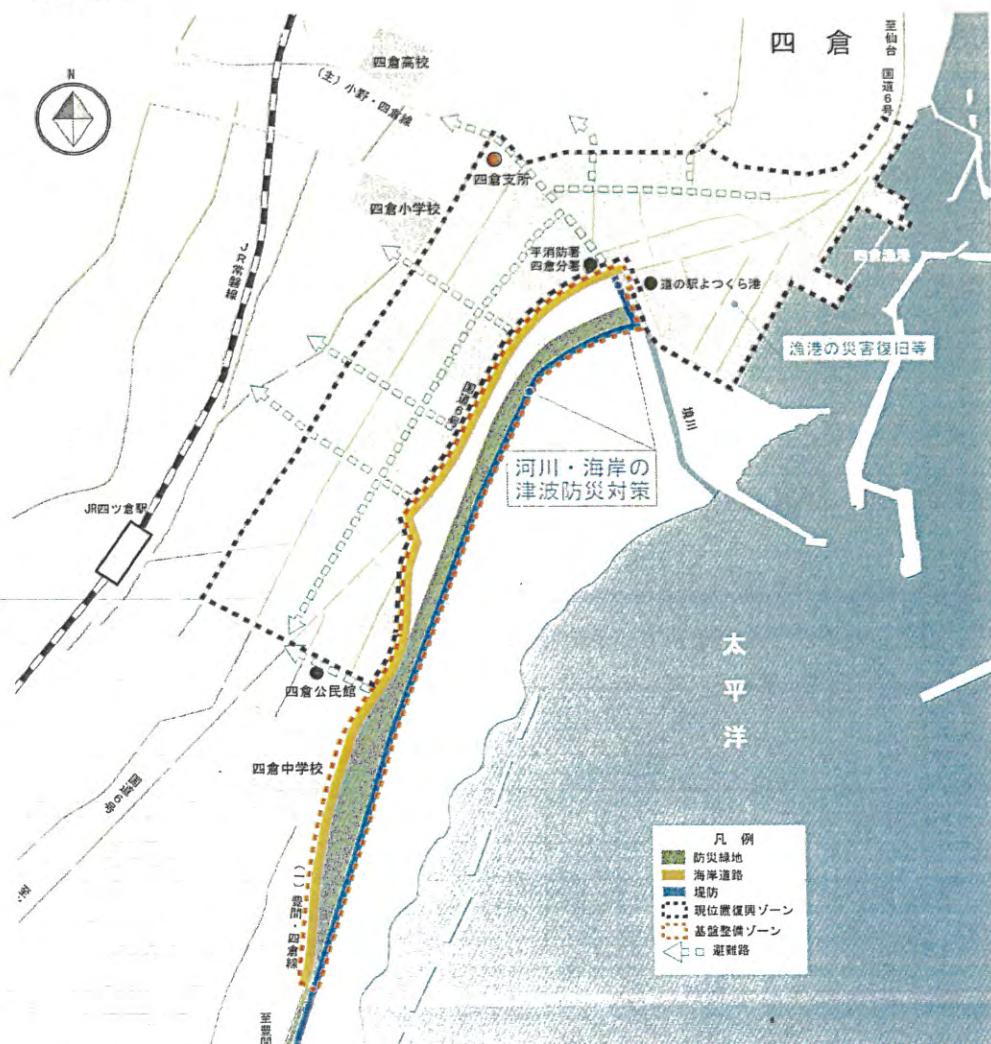 四倉
至仙台
国道6号
N
四倉高校
(主)小野・四倉線
四倉支所
四倉小学校
JR常磐線
平消防署
四倉分署
道の駅よつくら港
四倉漁港
漁港の災害復旧等
国道6号
境川
河川・海岸の
津波防災対策
JR四ツ倉駅
太平洋
四倉公民館
四倉中学校
国道6号
(一)豊間・四倉線
至豊間
凡例
防災緑地
海岸道路
堤防
現位置復興ゾーン
基盤整備ゾーン
避難路